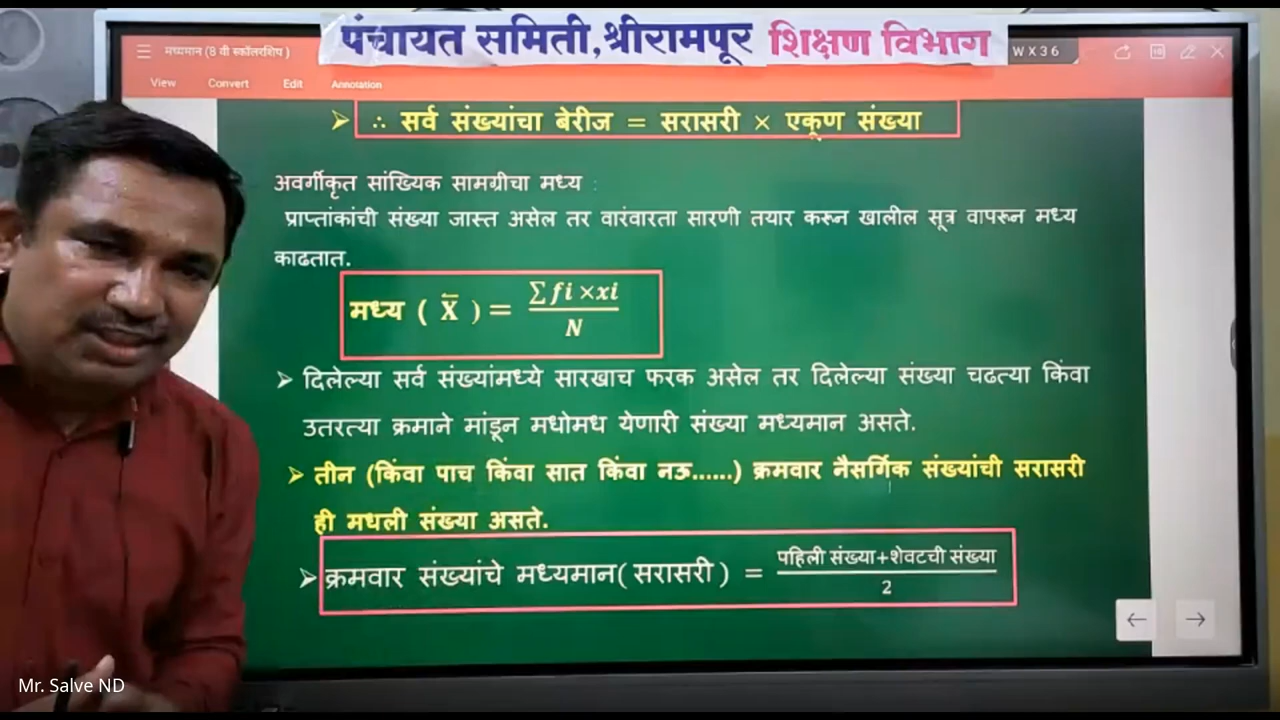 पंचायत समिती,श्रीरामपूर शिक्षण विभाग
☰ मध्यमान (8 वी स्कॉलरशिप )
WX36
View Convert Edit Annotation
➤ ∴ सर्व संख्यांचा बेरीज = सरासरी × एकूण संख्या
अवर्गीकृत सांख्यिक सामग्रीचा मध्य :
प्राप्तांकांची संख्या जास्त असेल तर वारंवारता सारणी तयार करून खालील सूत्र वापरून मध्य
काढतात.
मध्य ( X̄ ) = ∑fi ×xi / N
➤ दिलेल्या सर्व संख्यांमध्ये सारखाच फरक असेल तर दिलेल्या संख्या चढत्या किंवा
उतरत्या क्रमाने मांडून मधोमध येणारी संख्या मध्यमान असते.
➤ तीन (किंवा पाच किंवा सात किंवा नऊ......) क्रमवार नैसर्गिक संख्यांची सरासरी
ही मधली संख्या असते.
➤ क्रमवार संख्यांचे मध्यमान( सरासरी ) = पहिली संख्या+शेवटची संख्या / 2
← →
Mr. Salve ND